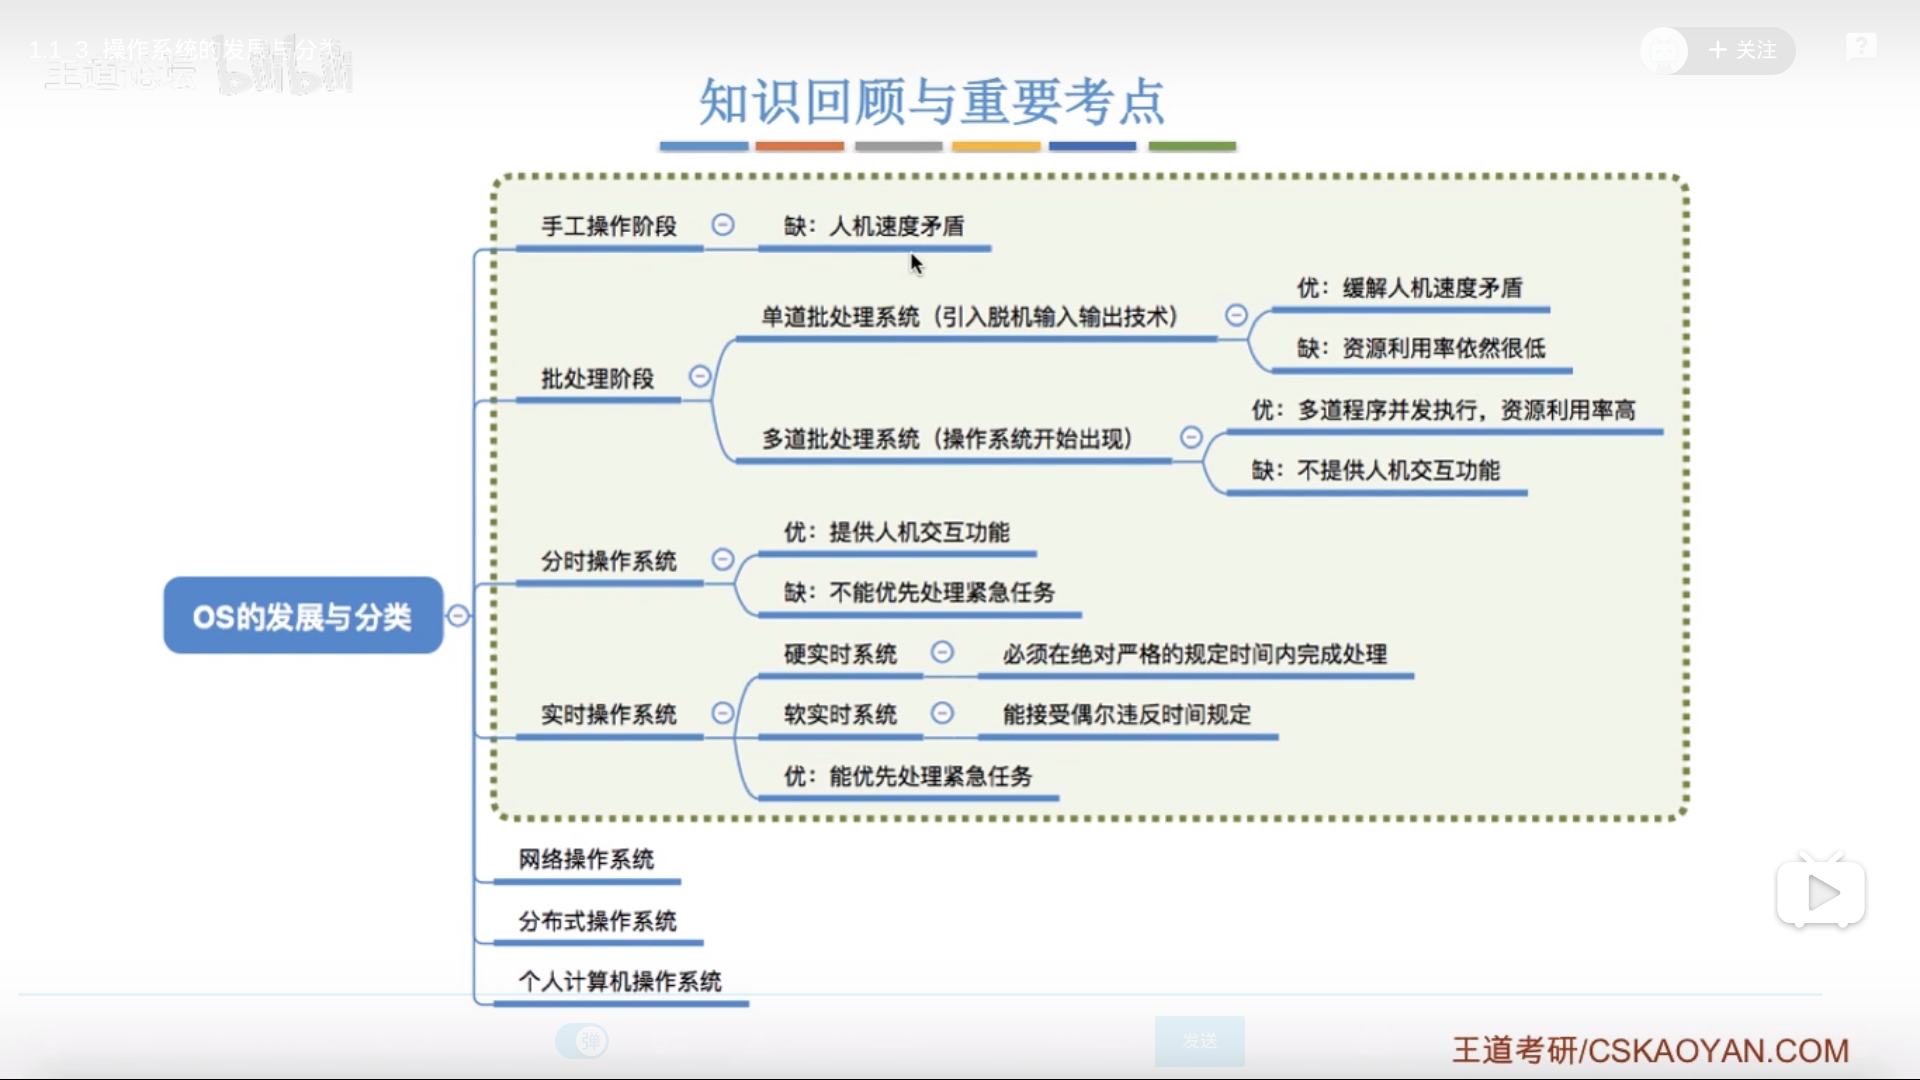 1.1_3_操作系统的发展与分类
王道论坛 bilibili
+ 关注
?
知识回顾与重要考点
手工操作阶段
缺：人机速度矛盾
批处理阶段
单道批处理系统（引入脱机输入输出技术）
优：缓解人机速度矛盾
缺：资源利用率依然很低
多道批处理系统（操作系统开始出现）
优：多道程序并发执行，资源利用率高
缺：不提供人机交互功能
OS的发展与分类
分时操作系统
优：提供人机交互功能
缺：不能优先处理紧急任务
实时操作系统
硬实时系统
必须在绝对严格的规定时间内完成处理
软实时系统
能接受偶尔违反时间规定
优：能优先处理紧急任务
网络操作系统
分布式操作系统
个人计算机操作系统
弹
发送
王道考研/CSKAOYAN.COM